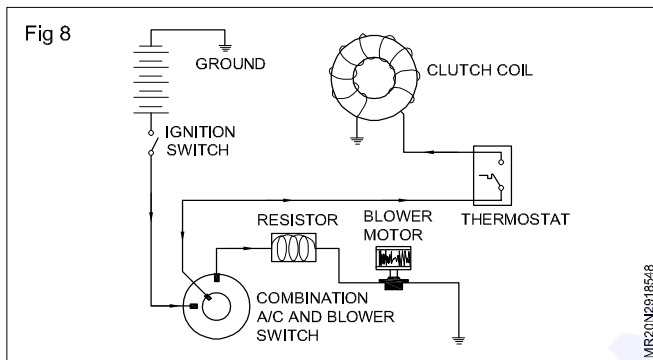 Fig 8
GROUND
CLUTCH COIL
IGNITION
SWITCH
RESISTOR
BLOWER
MOTOR
THERMOSTAT
COMBINATION
A/C AND BLOWER
SWITCH
MR20N2918548